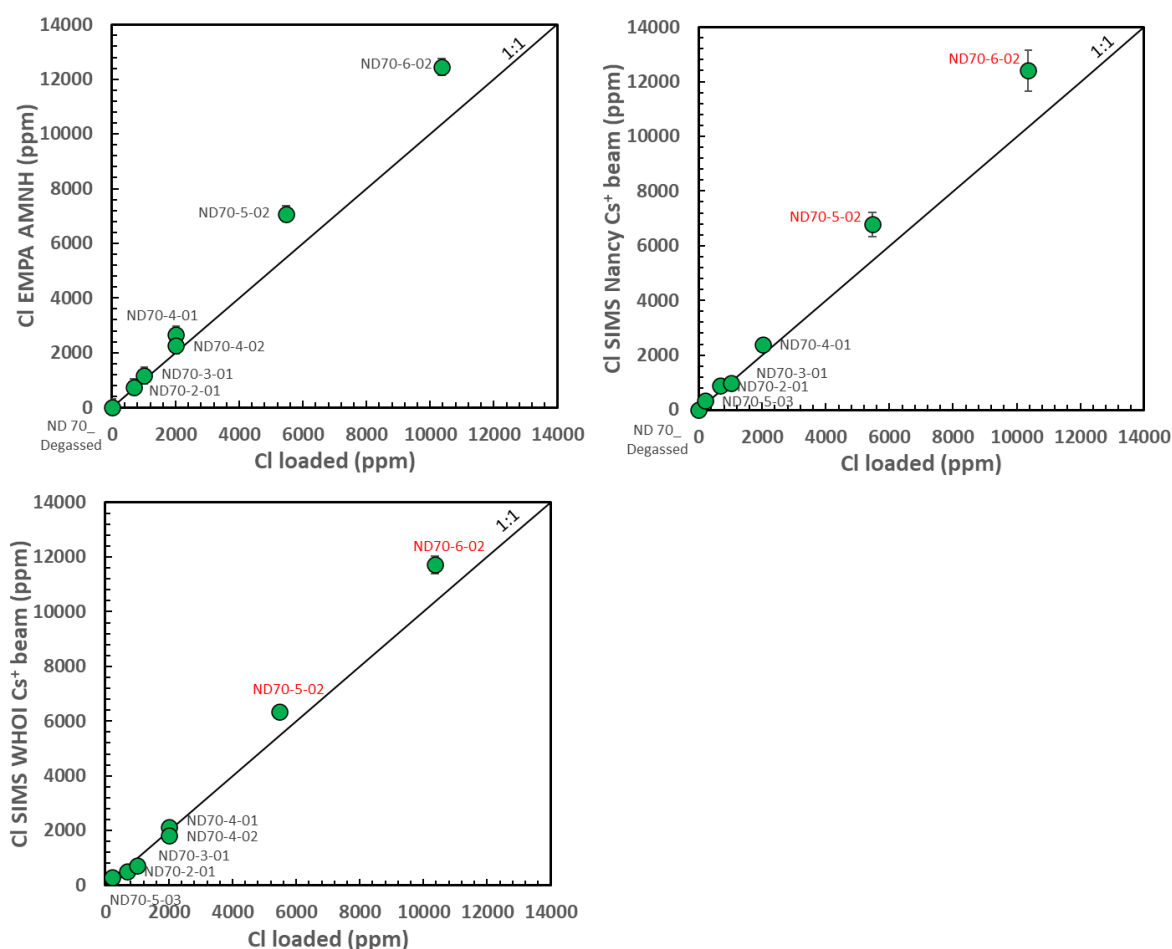 Cl EMPA AMNH (ppm)
14000
12000
10000
8000
6000
4000
2000
0
1:1
ND70-6-02
ND70-5-02
ND70-4-01
ND70-4-02
ND70-3-01
ND70-2-01
ND 70_
Degassed
0 2000 4000 6000 8000 10000 12000 14000
Cl loaded (ppm)
Cl SIMS Nancy Cs⁺ beam (ppm)
14000
12000
10000
8000
6000
4000
2000
0
1:1
ND70-6-02
ND70-5-02
ND70-4-01
ND70-3-01
ND70-2-01
ND70-5-03
ND 70_
Degassed
0 2000 4000 6000 8000 10000 12000 14000
Cl loaded (ppm)
Cl SIMS WHOI Cs⁺ beam (ppm)
14000
12000
10000
8000
6000
4000
2000
0
1:1
ND70-6-02
ND70-5-02
ND70-4-01
ND70-4-02
ND70-3-01
ND70-2-01
ND70-5-03
0 2000 4000 6000 8000 10000 12000 14000
Cl loaded (ppm)